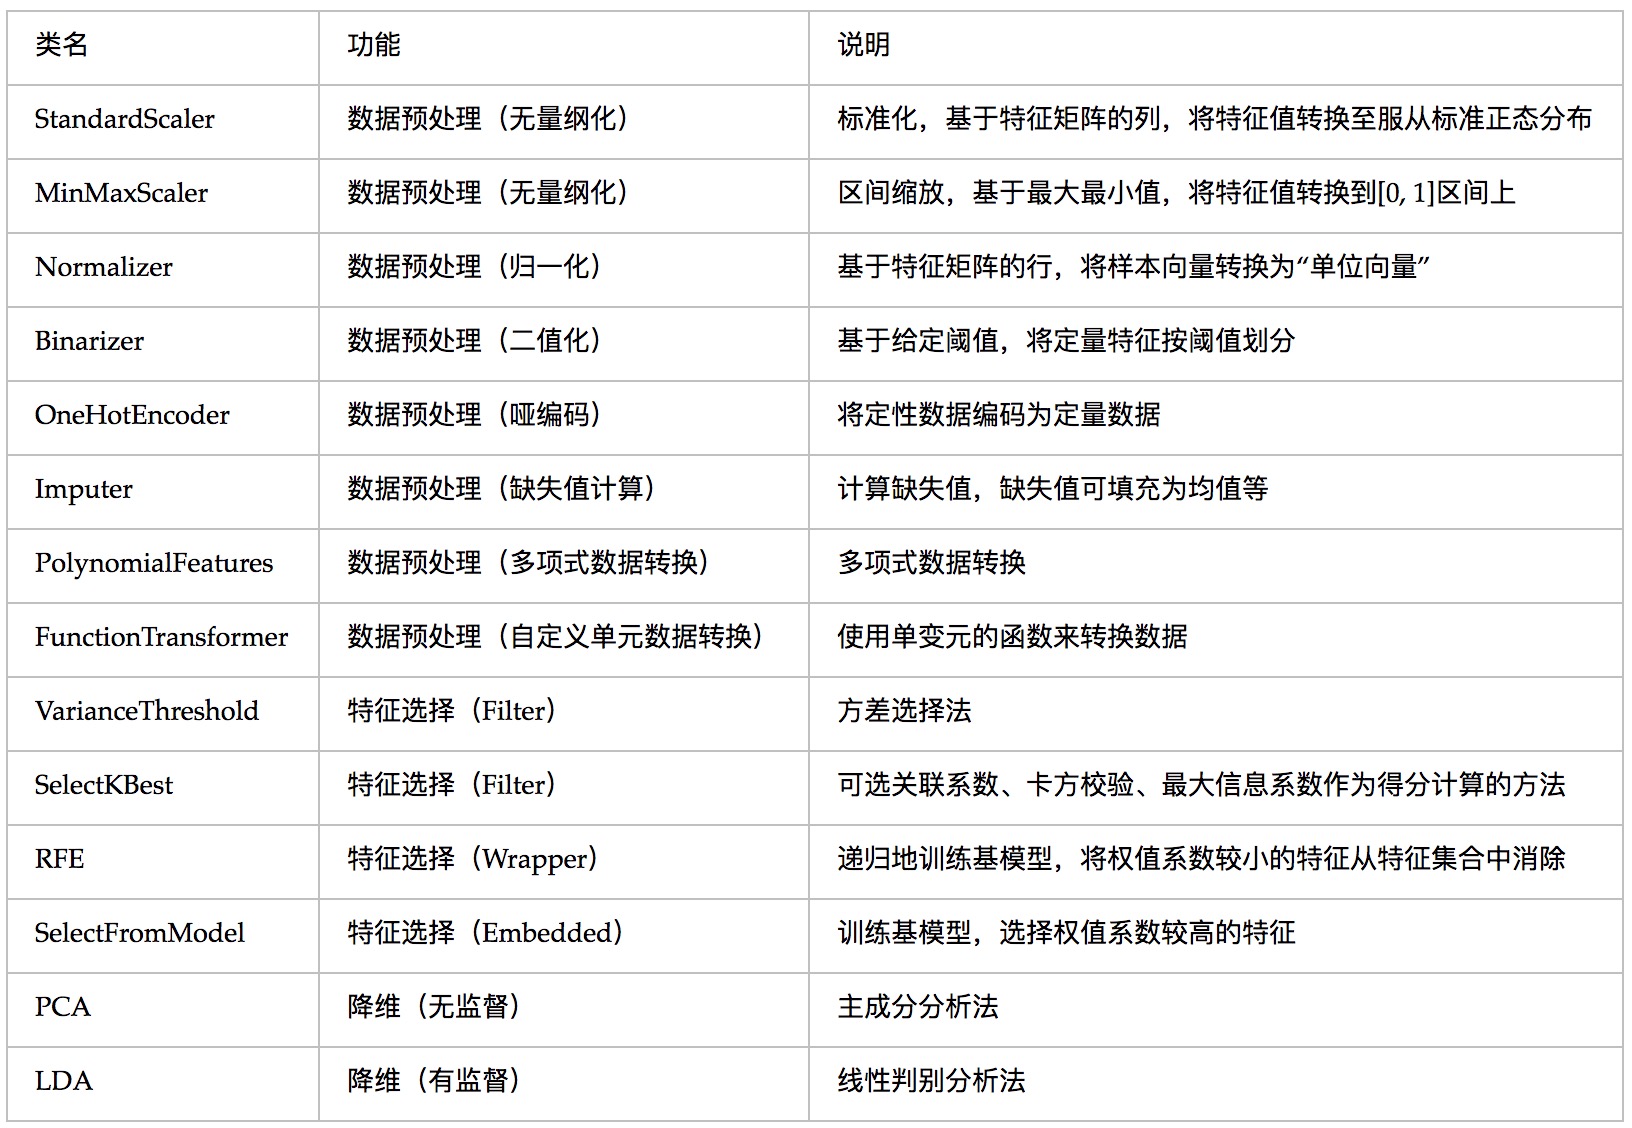 类名 功能 说明
StandardScaler 数据预处理（无量纲化） 标准化，基于特征矩阵的列，将特征值转换至服从标准正态分布
MinMaxScaler 数据预处理（无量纲化） 区间缩放，基于最大最小值，将特征值转换到[0, 1]区间上
Normalizer 数据预处理（归一化） 基于特征矩阵的行，将样本向量转换为“单位向量”
Binarizer 数据预处理（二值化） 基于给定阈值，将定量特征按阈值划分
OneHotEncoder 数据预处理（哑编码） 将定性数据编码为定量数据
Imputer 数据预处理（缺失值计算） 计算缺失值，缺失值可填充为均值等
PolynomialFeatures 数据预处理（多项式数据转换） 多项式数据转换
FunctionTransformer 数据预处理（自定义单元数据转换） 使用单变元的函数来转换数据
VarianceThreshold 特征选择（Filter） 方差选择法
SelectKBest 特征选择（Filter） 可选关联系数、卡方校验、最大信息系数作为得分计算的方法
RFE 特征选择（Wrapper） 递归地训练基模型，将权值系数较小的特征从特征集合中消除
SelectFromModel 特征选择（Embedded） 训练基模型，选择权值系数较高的特征
PCA 降维（无监督） 主成分分析法
LDA 降维（有监督） 线性判别分析法